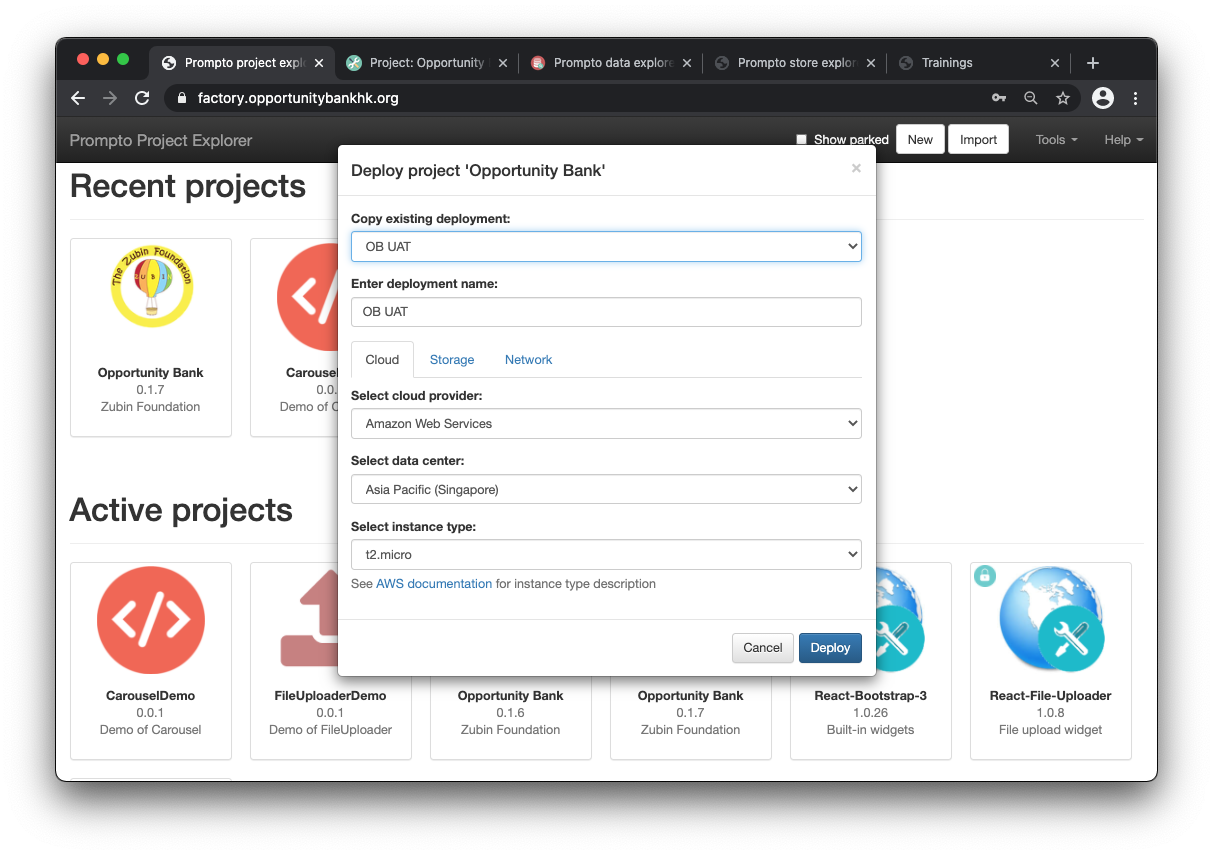 Prompto project explo
Project: Opportunity
Prompto data explore
Prompto store explor
Trainings
factory.opportunitybankhk.org
Prompto Project Explorer
Show parked
New
Import
Tools
Help
Recent projects
The Zubin Foundation
ZUBIN
Opportunity Bank
0.1.7
Zubin Foundation
</>
Carousel
0.0.
Demo of C
Deploy project 'Opportunity Bank'
×
Copy existing deployment:
OB UAT
Enter deployment name:
OB UAT
Cloud
Storage
Network
Select cloud provider:
Amazon Web Services
Select data center:
Asia Pacific (Singapore)
Select instance type:
t2.micro
See AWS documentation for instance type description
Cancel
Deploy
Active projects
</>
CarouselDemo
0.0.1
Demo of Carousel
FileUploaderDemo
0.0.1
Demo of FileUploader
Opportunity Bank
0.1.6
Zubin Foundation
Opportunity Bank
0.1.7
Zubin Foundation
React-Bootstrap-3
1.0.26
Built-in widgets
React-File-Uploader
1.0.8
File upload widget